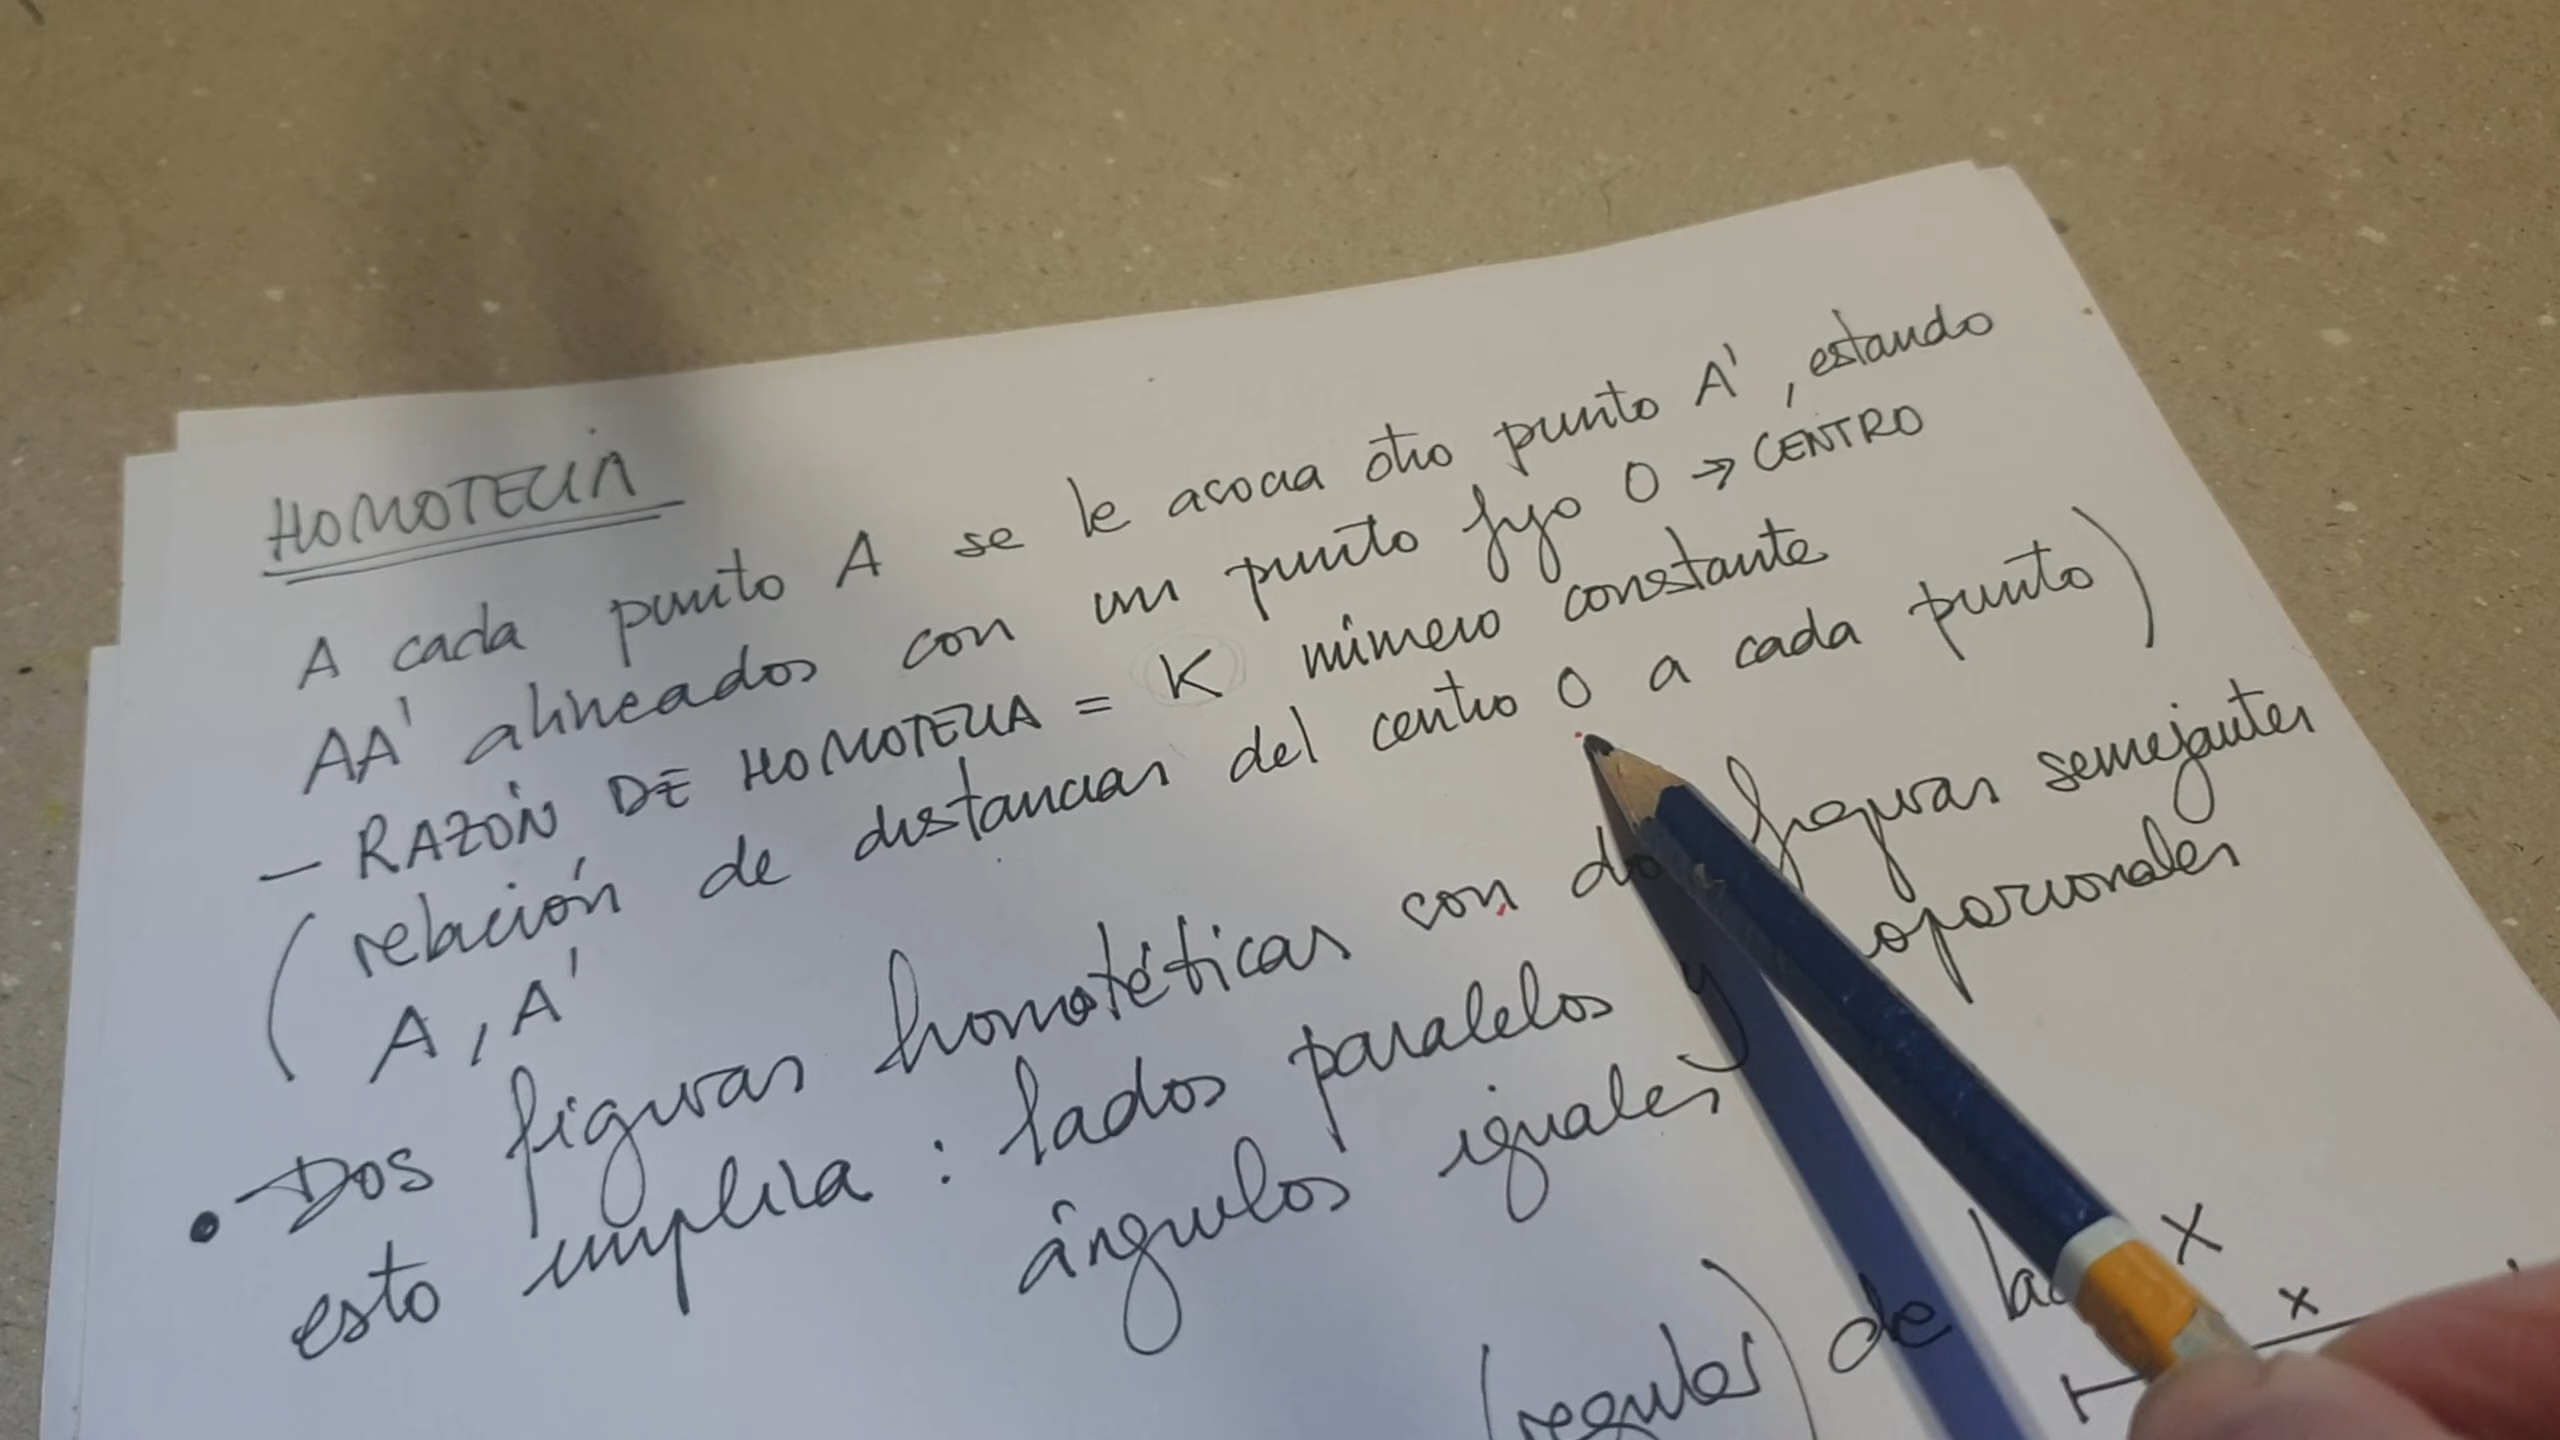 HOMOTECIA
A cada punto A se le asocia otro punto A', estando
AA' alineados con un punto fijo O → CENTRO
— RAZÓN DE HOMOTECIA = K número constante
(relación de distancias del centro O a cada punto)
A, A'
• Dos figuras homotéticas son figuras semejantes
esto implica: lados paralelos y
ángulos iguales
(regular) de X
x